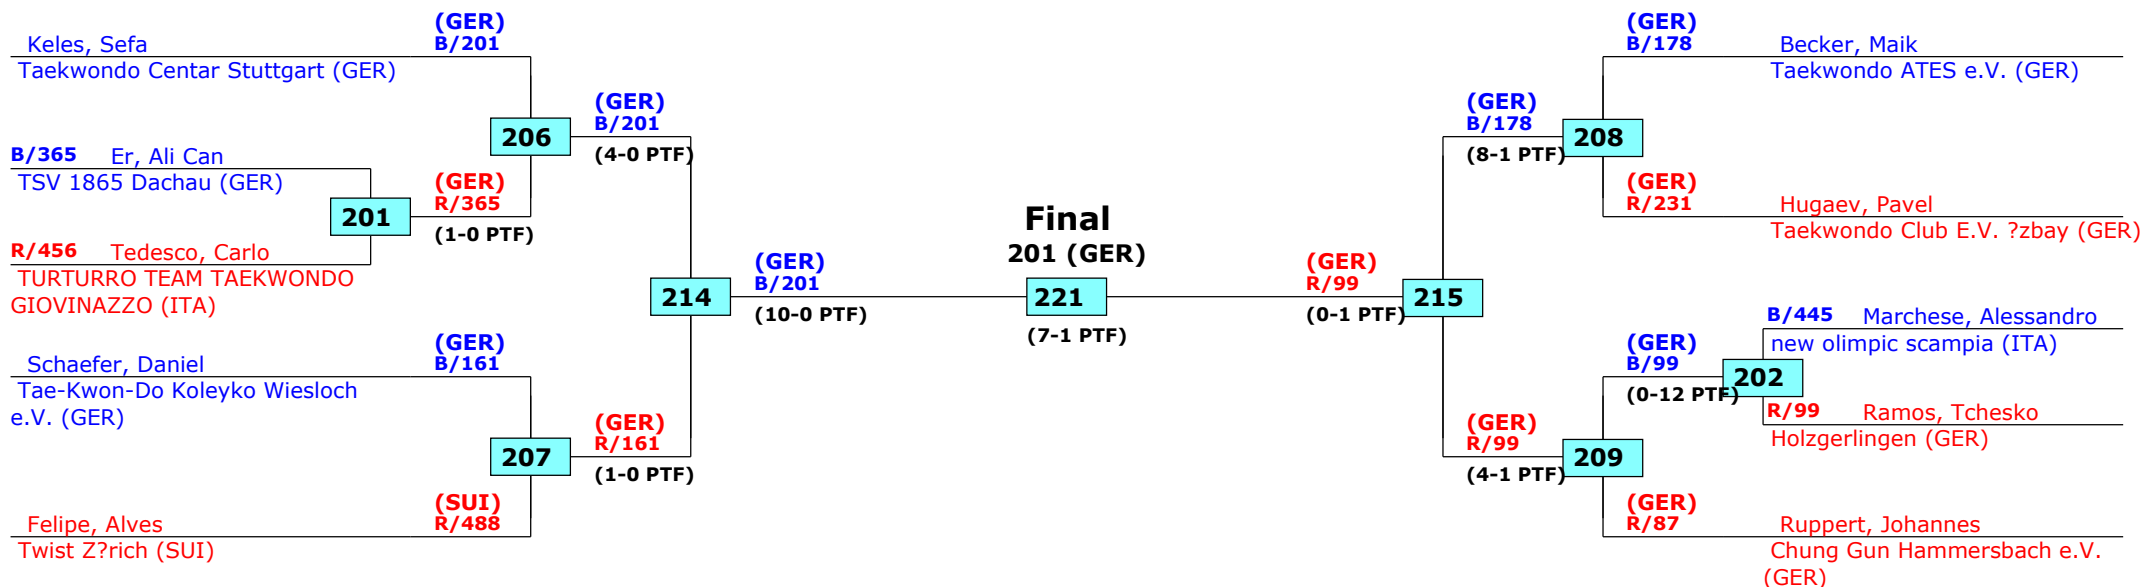 (GER)
B/201
Keles, Sefa
Taekwondo Centar Stuttgart (GER)
206
(GER)
B/201
(4-0 PTF)
B/365 Er, Ali Can
TSV 1865 Dachau (GER)
201
(GER)
R/365
(1-0 PTF)
R/456 Tedesco, Carlo
TURTURRO TEAM TAEKWONDO
GIOVINAZZO (ITA)
214
(GER)
B/201
(10-0 PTF)
Schaefer, Daniel
Tae-Kwon-Do Koleyko Wiesloch
e.V. (GER)
(GER)
B/161
207
(GER)
R/161
(1-0 PTF)
(SUI)
R/488
Felipe, Alves
Twist Z?rich (SUI)
Final
201 (GER)
221
(7-1 PTF)
(GER)
R/99
(0-1 PTF)
215
(GER)
B/178
(8-1 PTF)
208
(GER)
B/178
Becker, Maik
Taekwondo ATES e.V. (GER)
(GER)
R/231
Hugaev, Pavel
Taekwondo Club E.V. ?zbay (GER)
B/445 Marchese, Alessandro
new olimpic scampia (ITA)
(GER)
B/99
(0-12 PTF)
202
R/99 Ramos, Tchesko
Holzgerlingen (GER)
(GER)
R/99
(4-1 PTF)
209
(GER)
R/87
Ruppert, Johannes
Chung Gun Hammersbach e.V.
(GER)